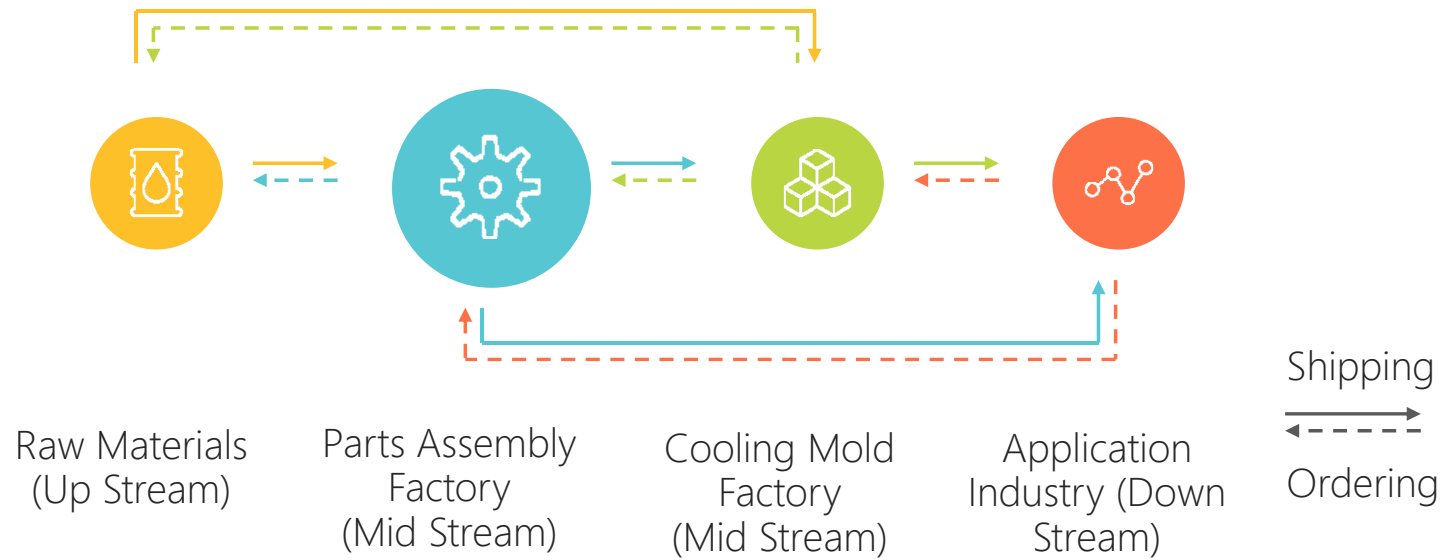 Raw Materials
(Up Stream)
Parts Assembly
Factory
(Mid Stream)
Cooling Mold
Factory
(Mid Stream)
Application
Industry (Down
Stream)
Shipping
Ordering